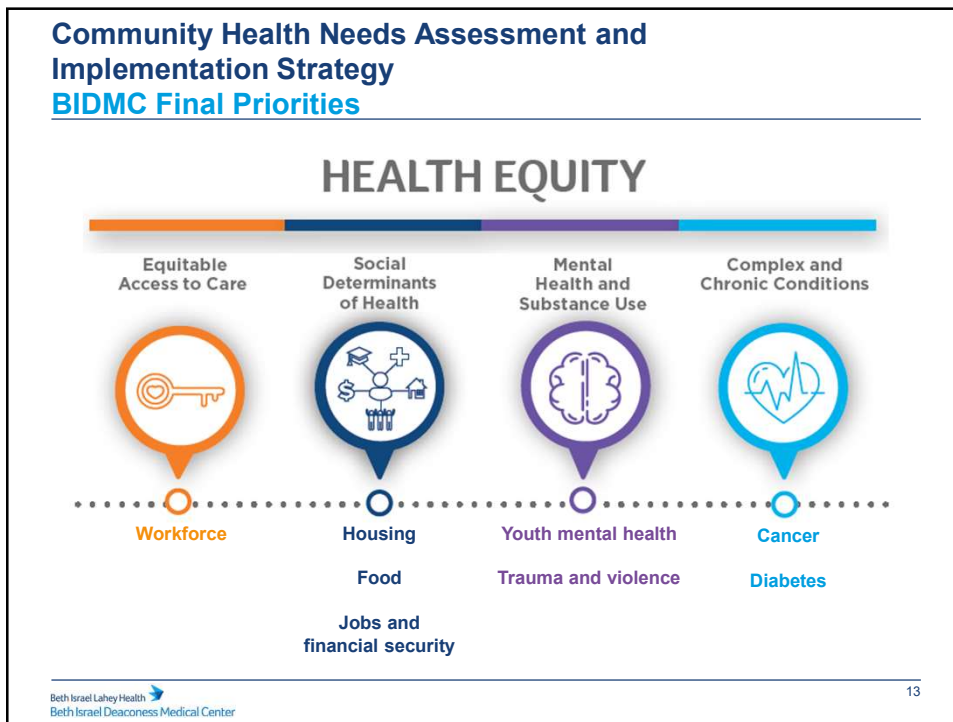 Community Health Needs Assessment and
Implementation Strategy
BIDMC Final Priorities
HEALTH EQUITY
Equitable
Access to Care
Social
Determinants
of Health
Mental
Health and
Substance Use
Complex and
Chronic Conditions
$
Workforce
Housing
Food
Jobs and
financial security
Youth mental health
Trauma and violence
Cancer
Diabetes
Beth Israel Lahey Health
Beth Israel Deaconess Medical Center
13